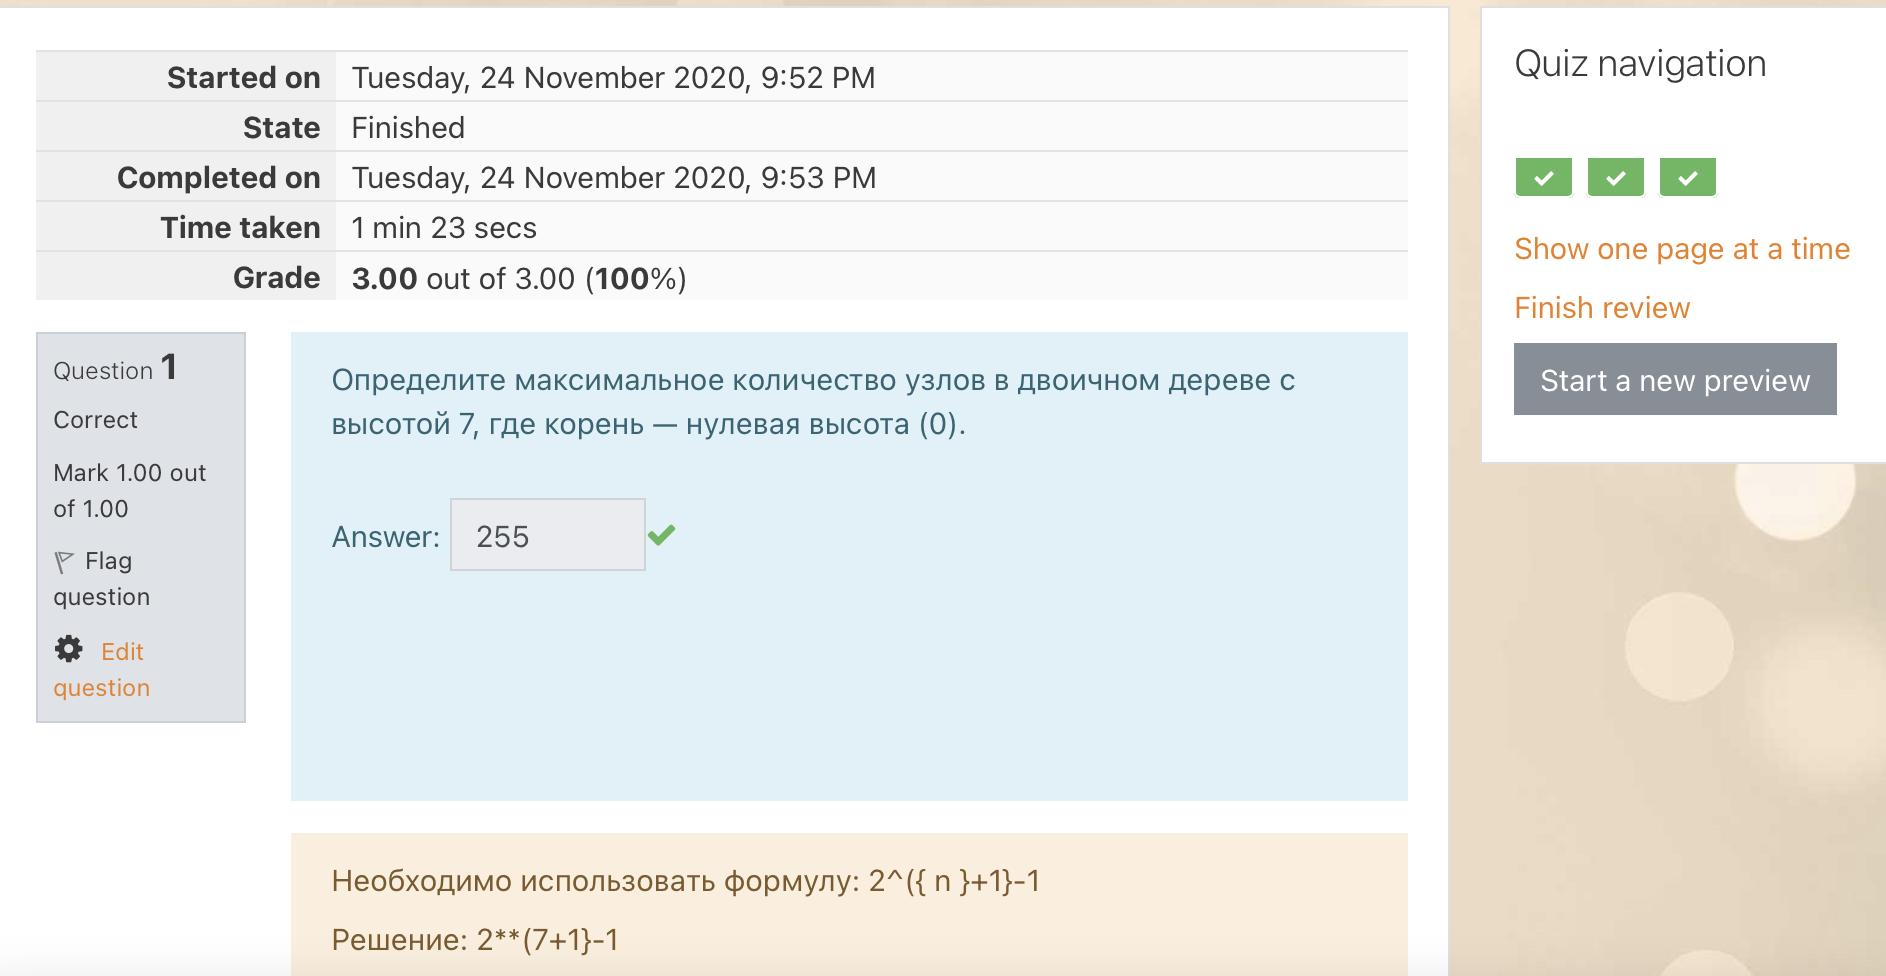 Started on Tuesday, 24 November 2020, 9:52 PM
State Finished
Completed on Tuesday, 24 November 2020, 9:53 PM
Time taken 1 min 23 secs
Grade 3.00 out of 3.00 (100%)
Question 1
Correct
Mark 1.00 out
of 1.00
Flag
question
Edit
question
Определите максимальное количество узлов в двоичном дереве с
высотой 7, где корень — нулевая высота (0).
Answer: 255
Необходимо использовать формулу: 2^({ n }+1}-1
Решение: 2**(7+1}-1
Quiz navigation
Show one page at a time
Finish review
Start a new preview